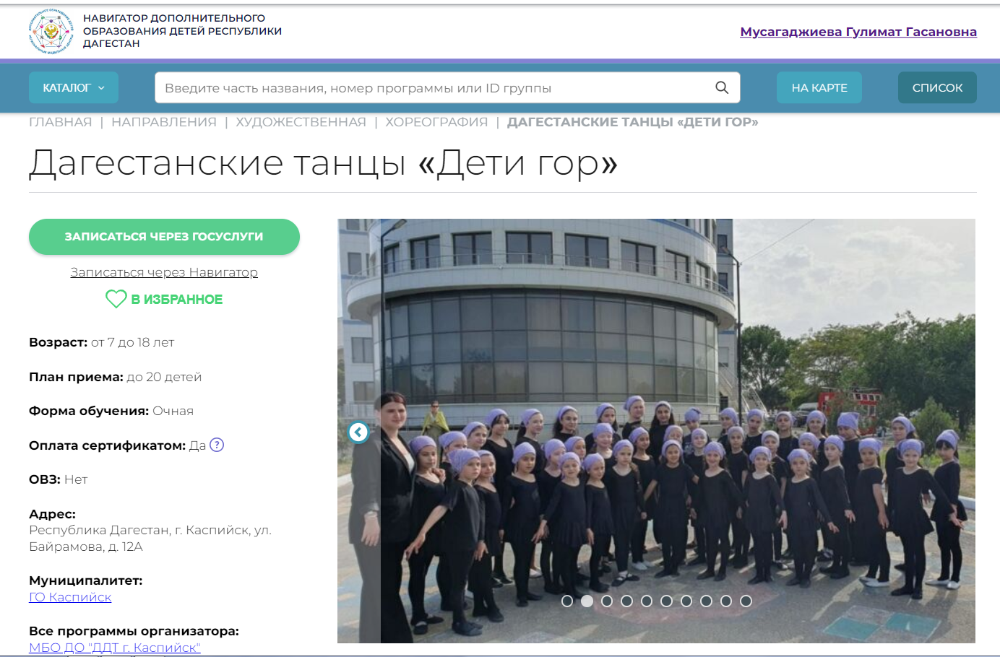 НАВИГАТОР ДОПОЛНИТЕЛЬНОГО
ОБРАЗОВАНИЯ ДЕТЕЙ РЕСПУБЛИКИ
ДАГЕСТАН
Мусагаджиева Гулимат Гасановна
КАТАЛОГ
Введите часть названия, номер программы или ID группы
НА КАРТЕ
СПИСОК
ГЛАВНАЯ | НАПРАВЛЕНИЯ | ХУДОЖЕСТВЕННАЯ | ХОРЕОГРАФИЯ | ДАГЕСТАНСКИЕ ТАНЦЫ «ДЕТИ ГОР»
Дагестанские танцы «Дети гор»
ЗАПИСАТЬСЯ ЧЕРЕЗ ГОСУСЛУГИ
Записаться через Навигатор
В ИЗБРАННОЕ
Возраст: от 7 до 18 лет
План приема: до 20 детей
Форма обучения: Очная
Оплата сертификатом: Да ?
ОВЗ: Нет
Адрес:
Республика Дагестан, г. Каспийск, ул.
Байрамова, д. 12А
Муниципалитет:
ГО Каспийск
Все программы организатора:
МБО ДО "ДДТ г. Каспийск"